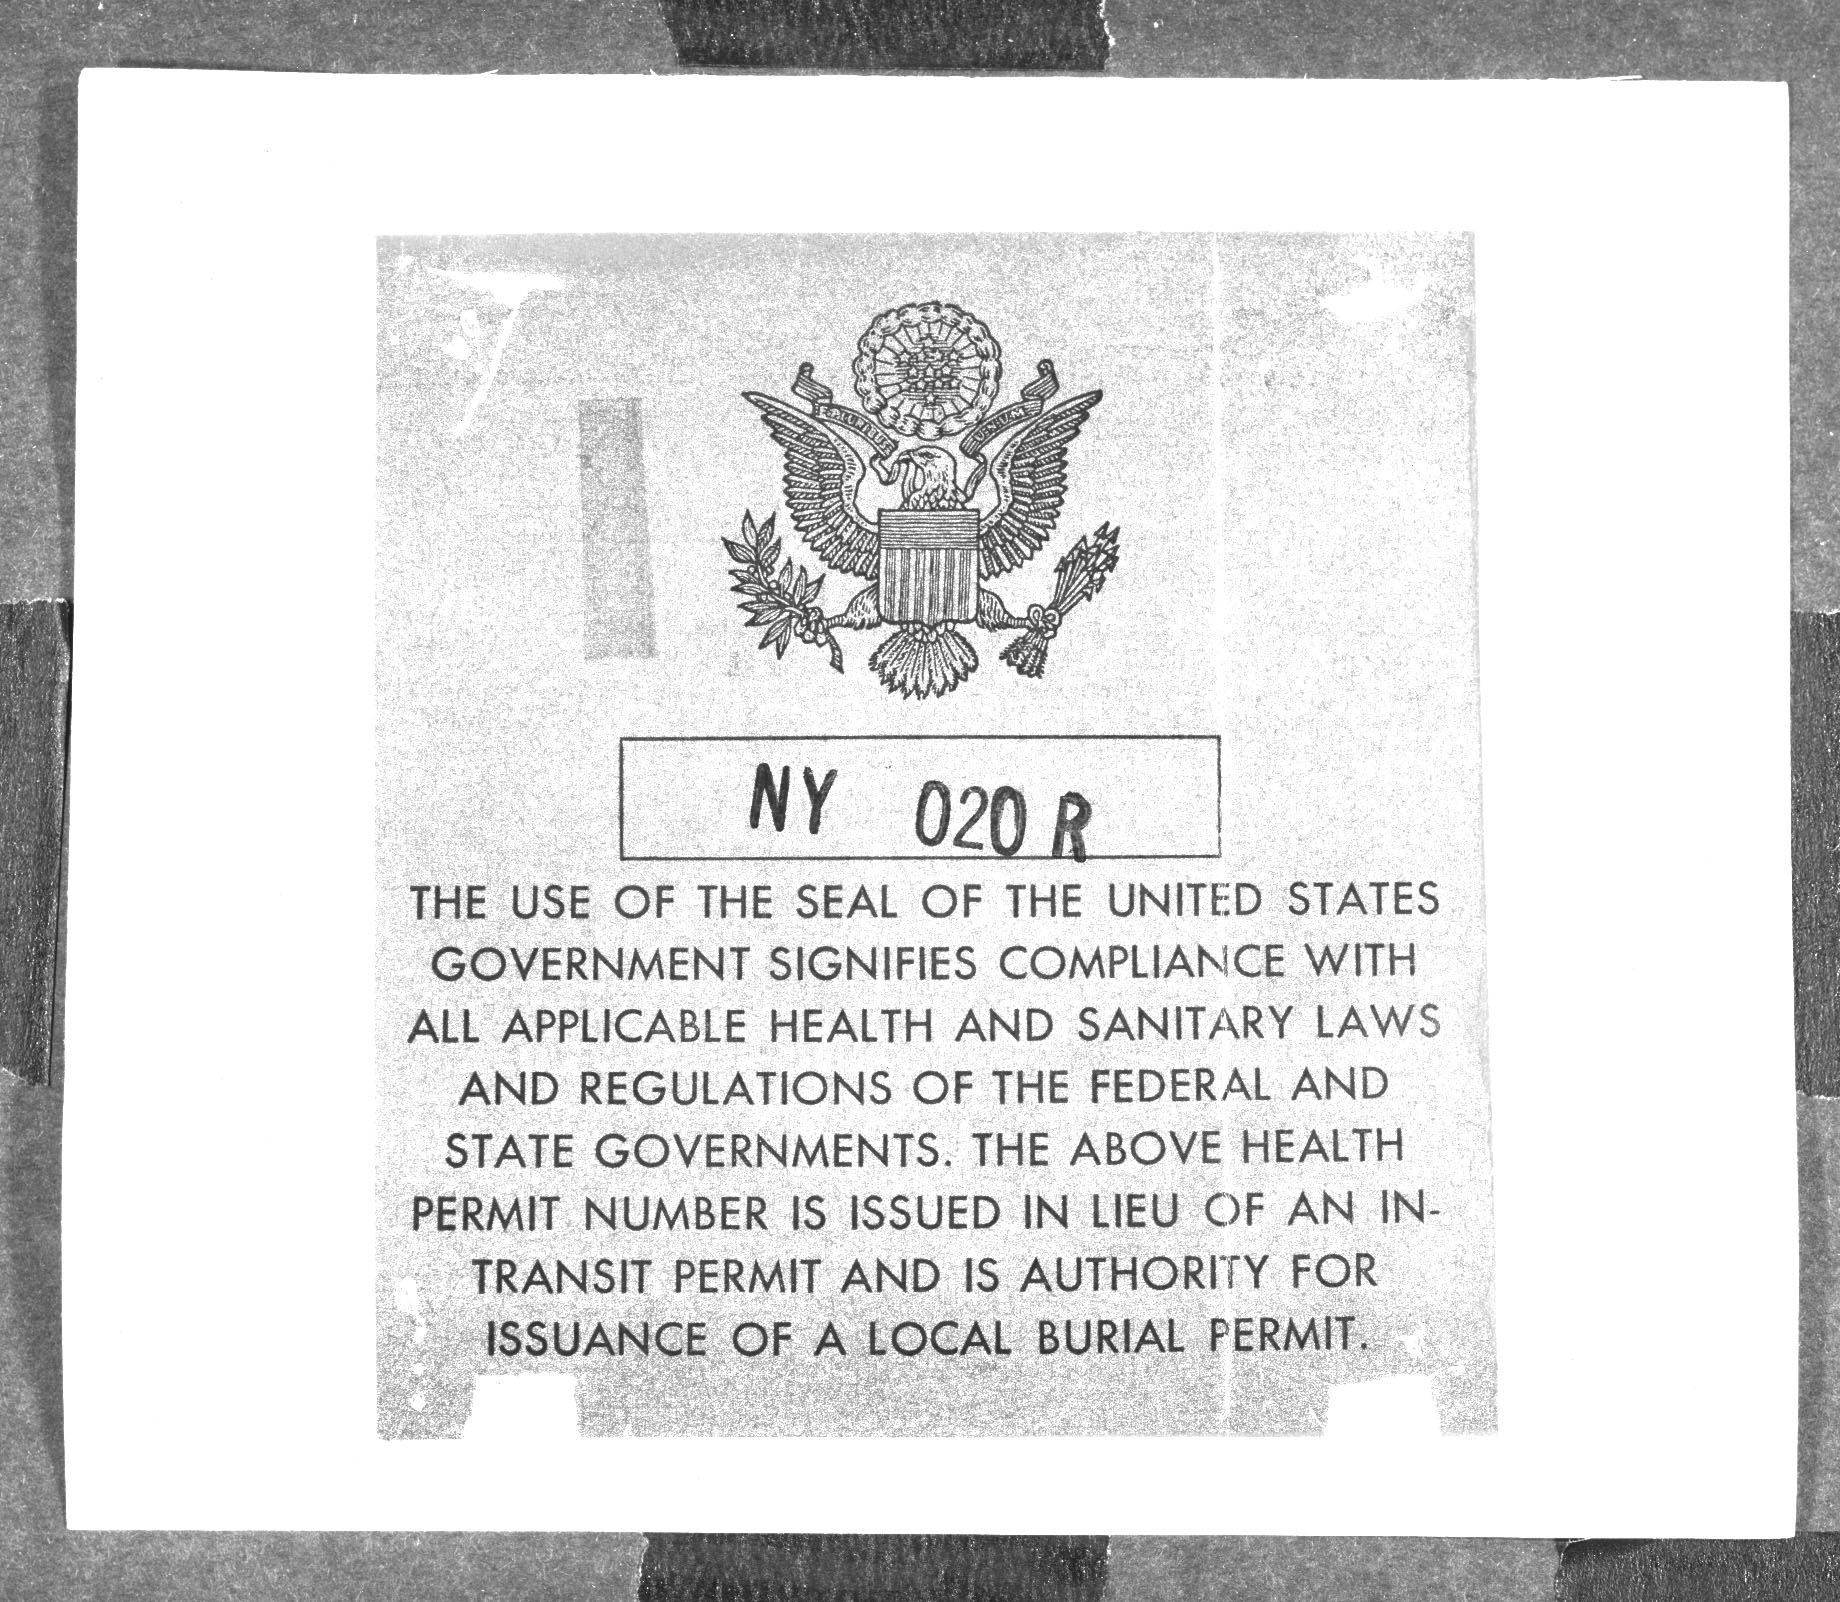 NY 020 R
THE USE OF THE SEAL OF THE UNITED STATES
GOVERNMENT SIGNIFIES COMPLIANCE WITH
ALL APPLICABLE HEALTH AND SANITARY LAWS
AND REGULATIONS OF THE FEDERAL AND
STATE GOVERNMENTS. THE ABOVE HEALTH
PERMIT NUMBER IS ISSUED IN LIEU OF AN IN-
TRANSIT PERMIT AND IS AUTHORITY FOR
ISSUANCE OF A LOCAL BURIAL PERMIT.